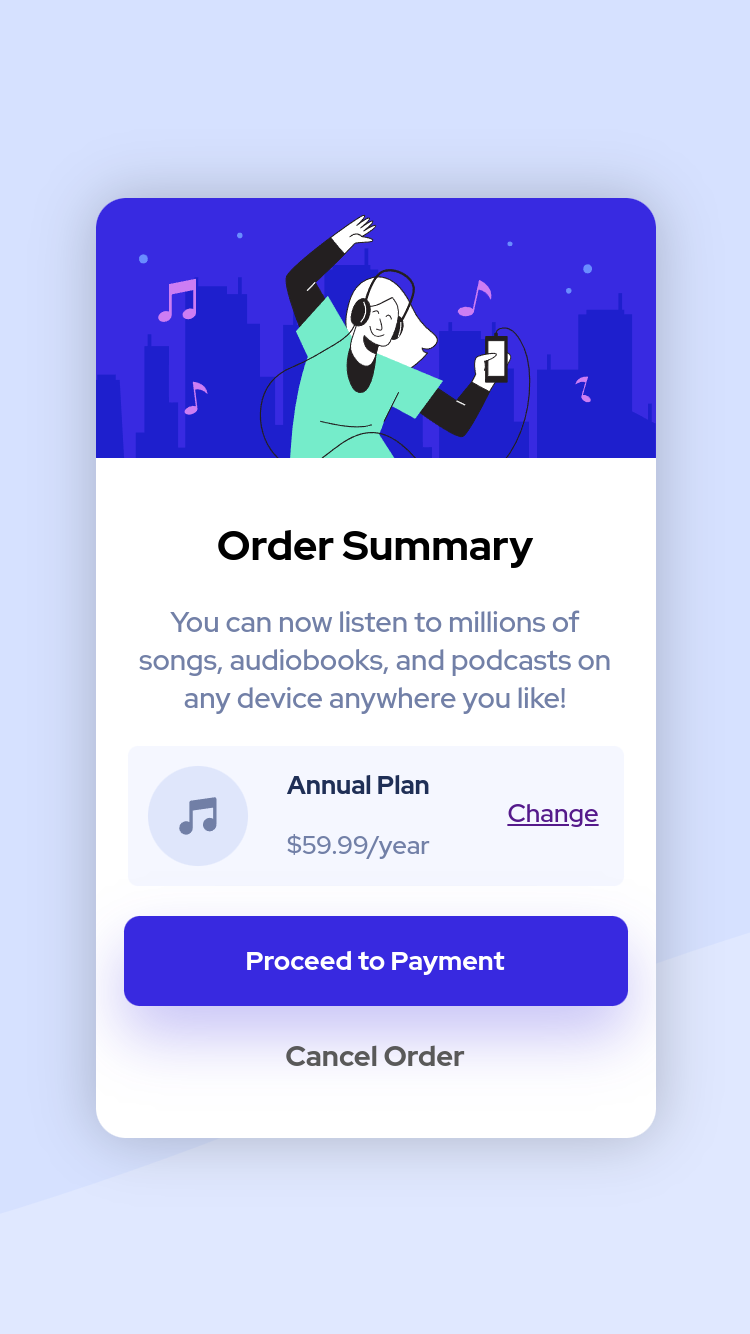 Order Summary
You can now listen to millions of
songs, audiobooks, and podcasts on
any device anywhere you like!
Annual Plan
$59.99/year
Change
Proceed to Payment
Cancel Order